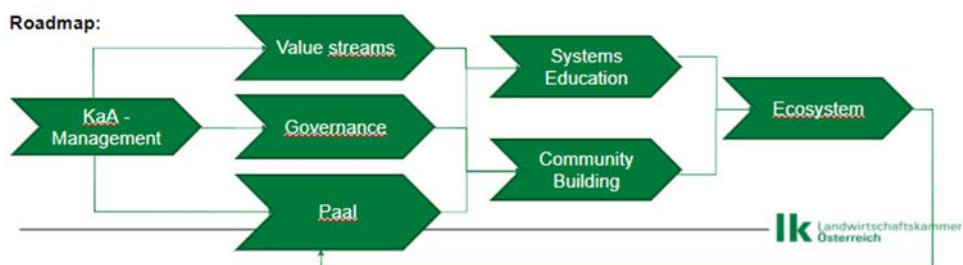 Roadmap:
Value streams
Systems
Education
KaA -
Management
Governance
Ecosystem
Community
Building
Paal
lk Landwirtschaftskammer
Österreich